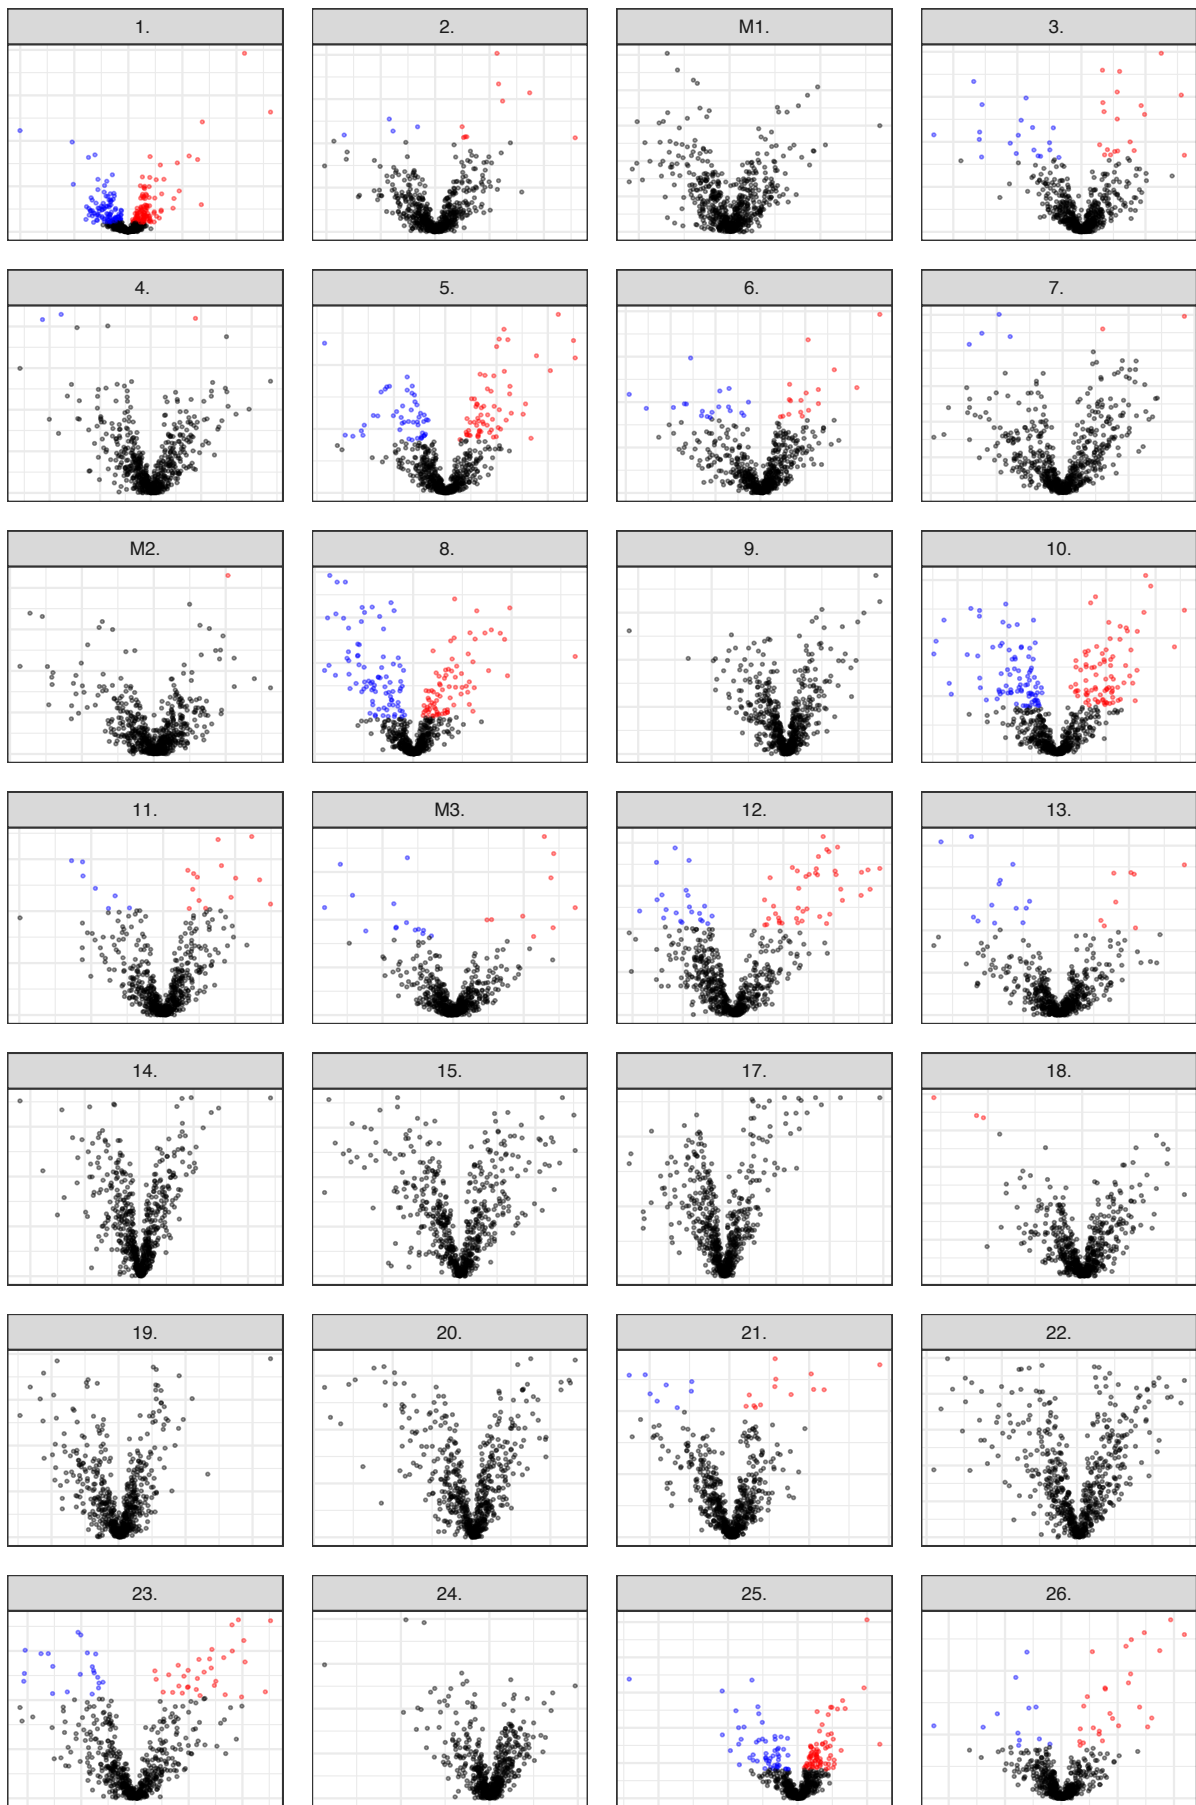 1. 2. M1. 3.
4. 5. 6. 7.
M2. 8. 9. 10.
11. M3. 12. 13.
14. 15. 17. 18.
19. 20. 21. 22.
23. 24. 25. 26.